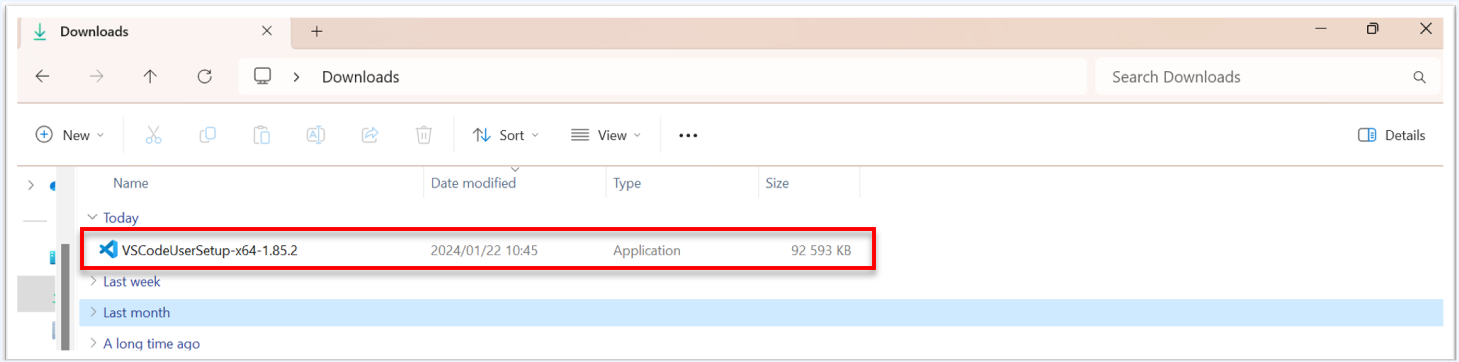 Downloads
Downloads
Search Downloads
New
Sort
View
Details
Name Date modified Type Size
Today
VSCodeUserSetup-x64-1.85.2 2024/01/22 10:45 Application 92 593 KB
Last week
Last month
A long time ago